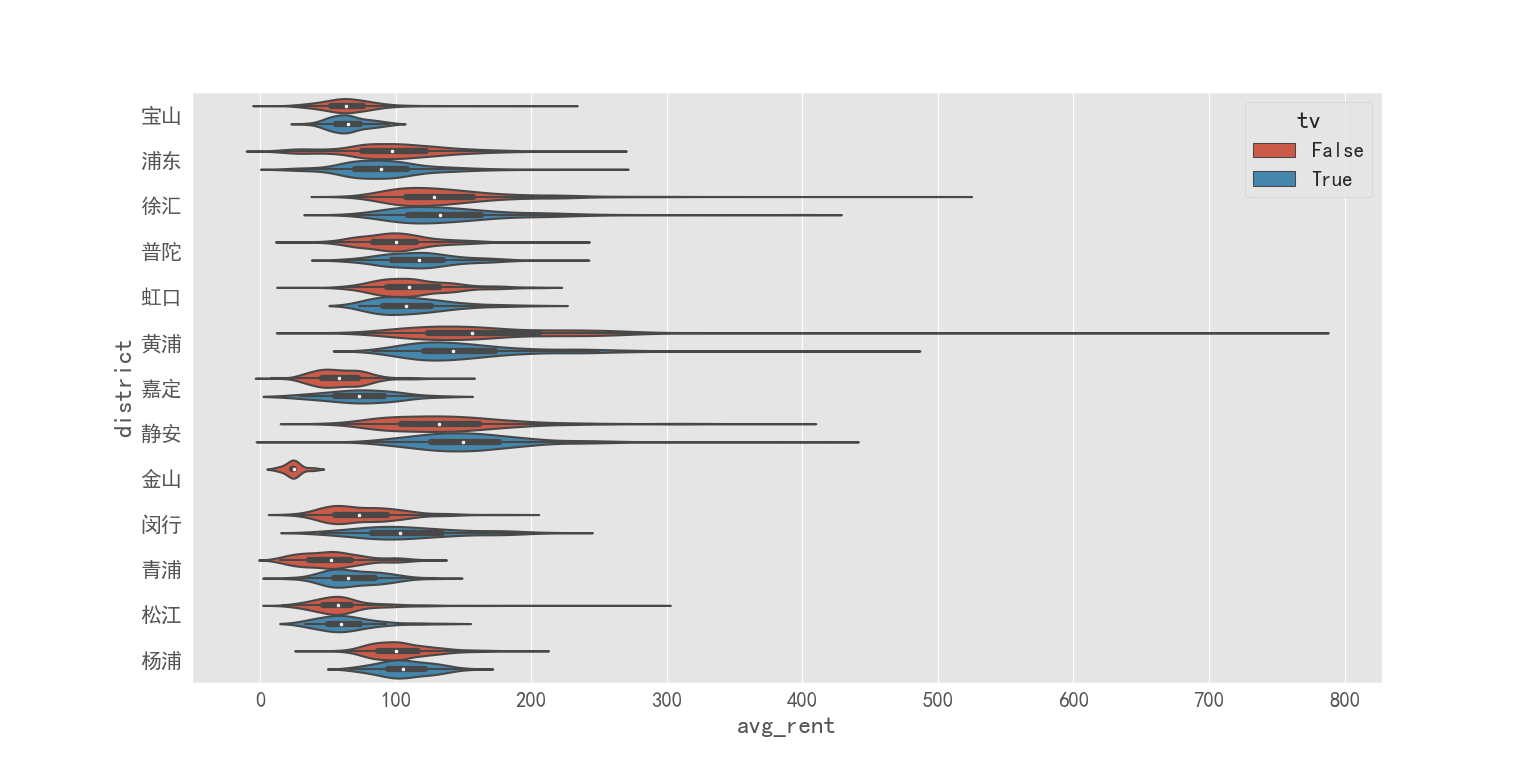 tv
False
True
宝山
浦东
徐汇
普陀
虹口
黄浦
嘉定
静安
金山
闵行
青浦
松江
杨浦
district
0 100 200 300 400 500 600 700 800
avg_rent